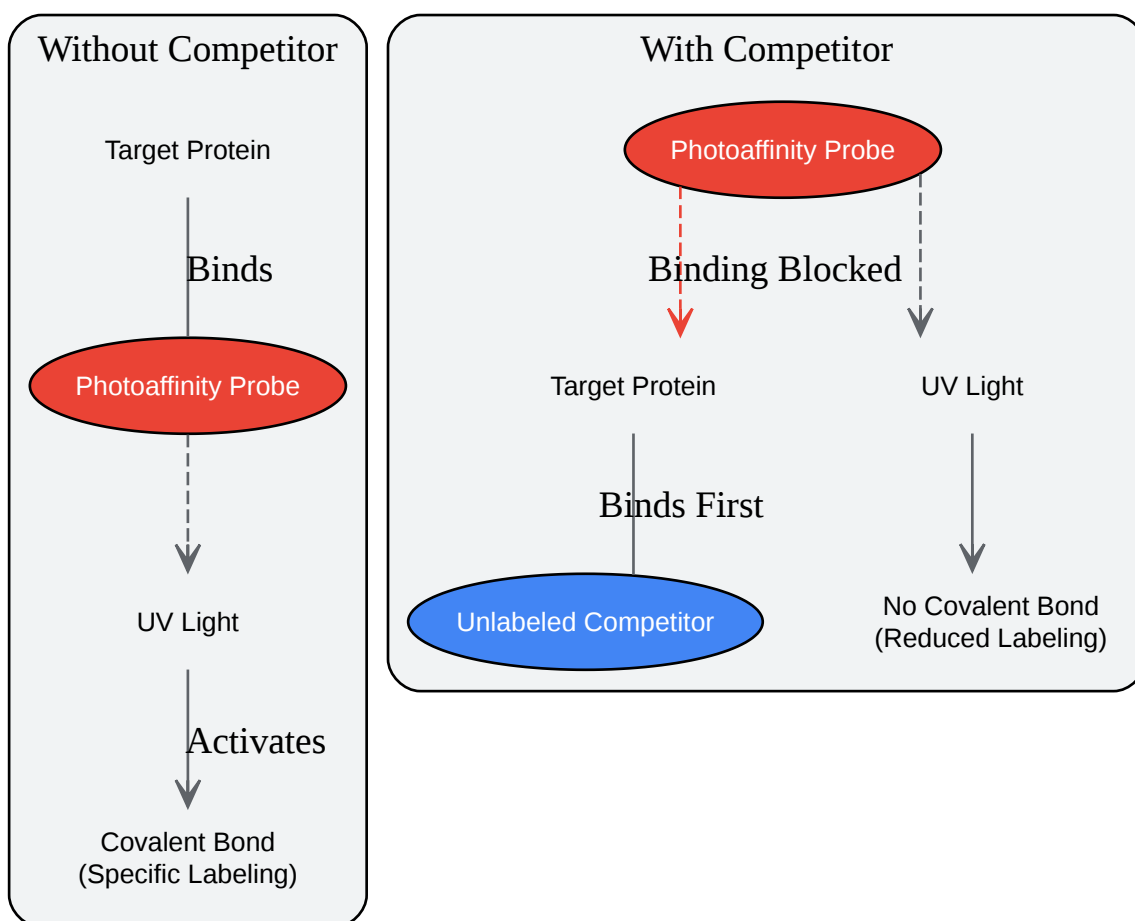 Without Competitor
Target Protein
Binds
Photoaffinity Probe
UV Light
Activates
Covalent Bond
(Specific Labeling)
With Competitor
Photoaffinity Probe
Binding Blocked
Target Protein
UV Light
Binds First
Unlabeled Competitor
No Covalent Bond
(Reduced Labeling)